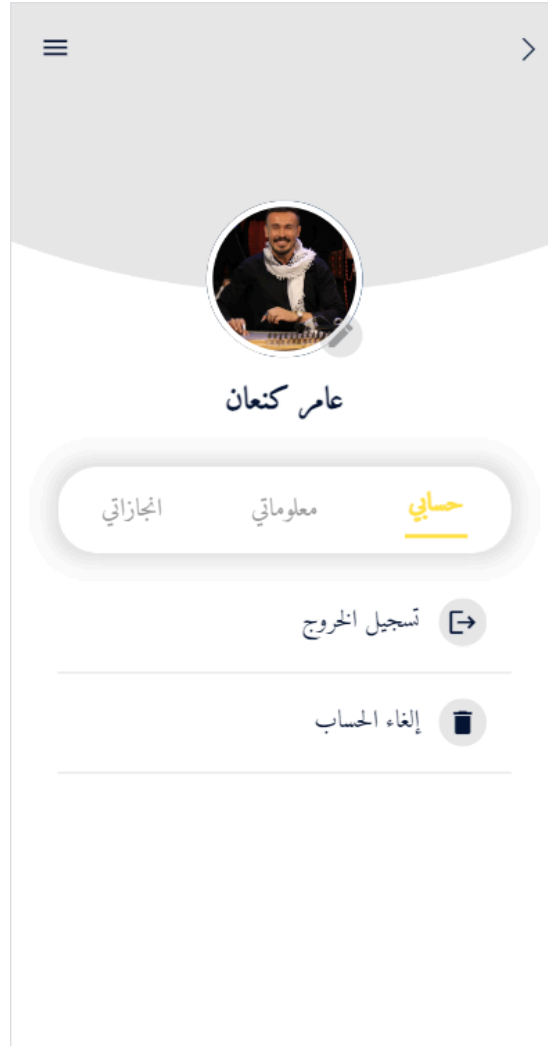 عامر كنعان
حسابي معلوماتي انجازاتي
تسجيل الخروج
إلغاء الحساب